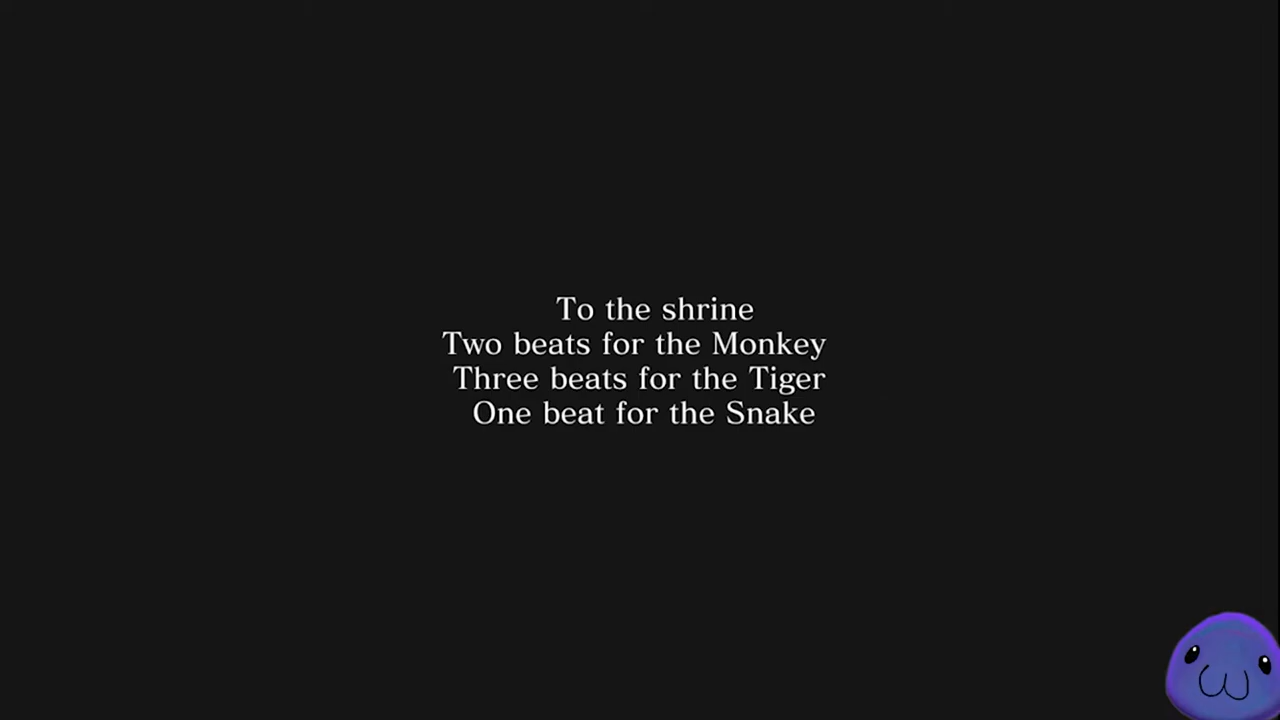 To the shrine
Two beats for the Monkey
Three beats for the Tiger
One beat for the Snake